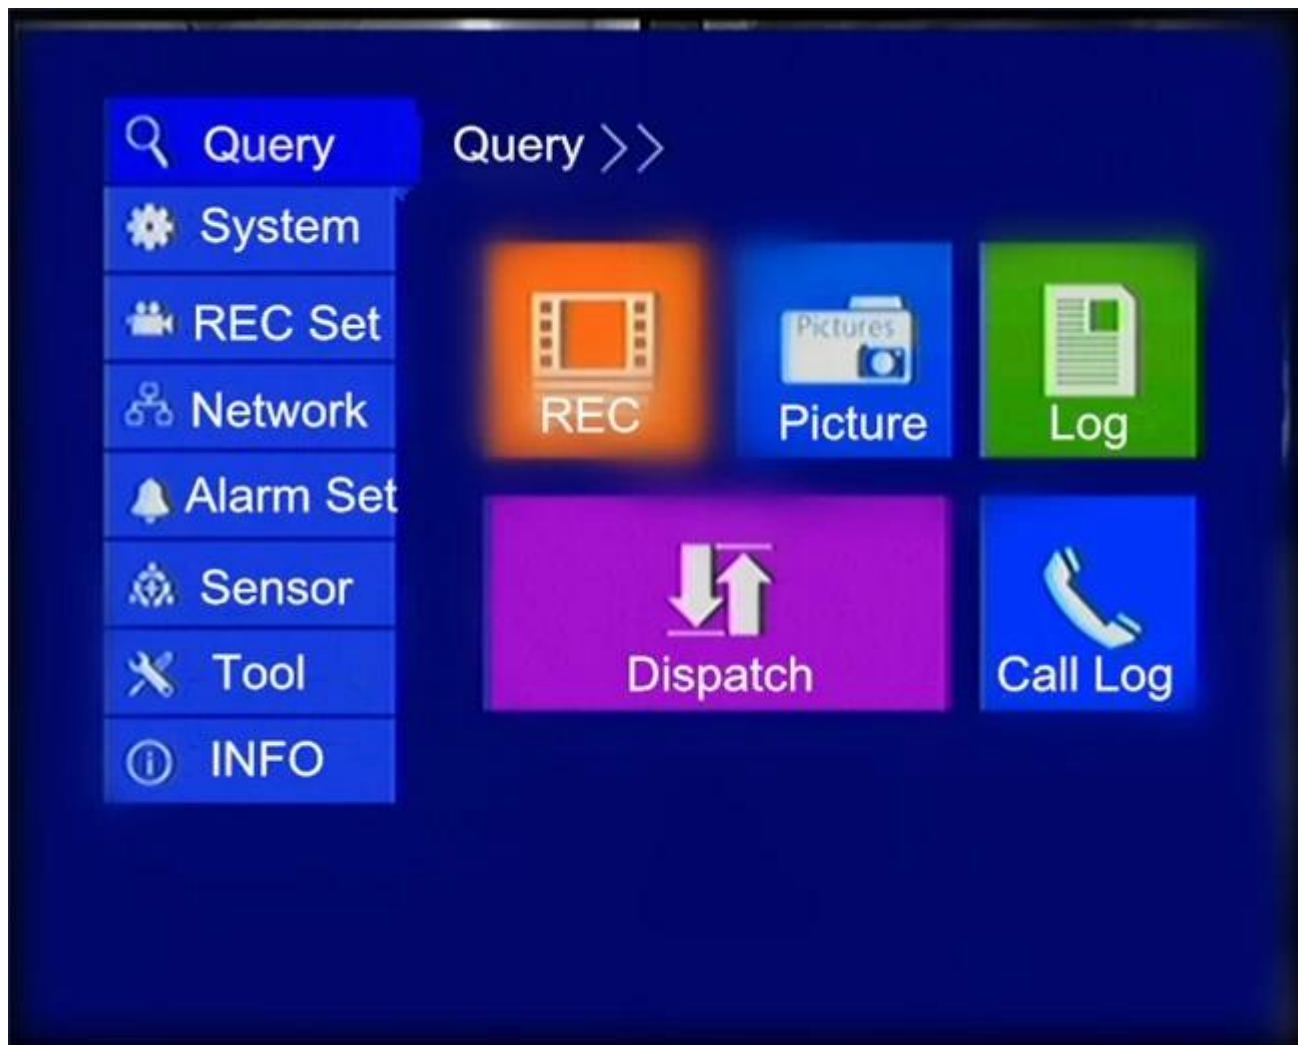 Query
System
REC Set
Network
Alarm Set
Sensor
Tool
INFO
Query >>
REC
Pictures
Picture
Log
Dispatch
Call Log